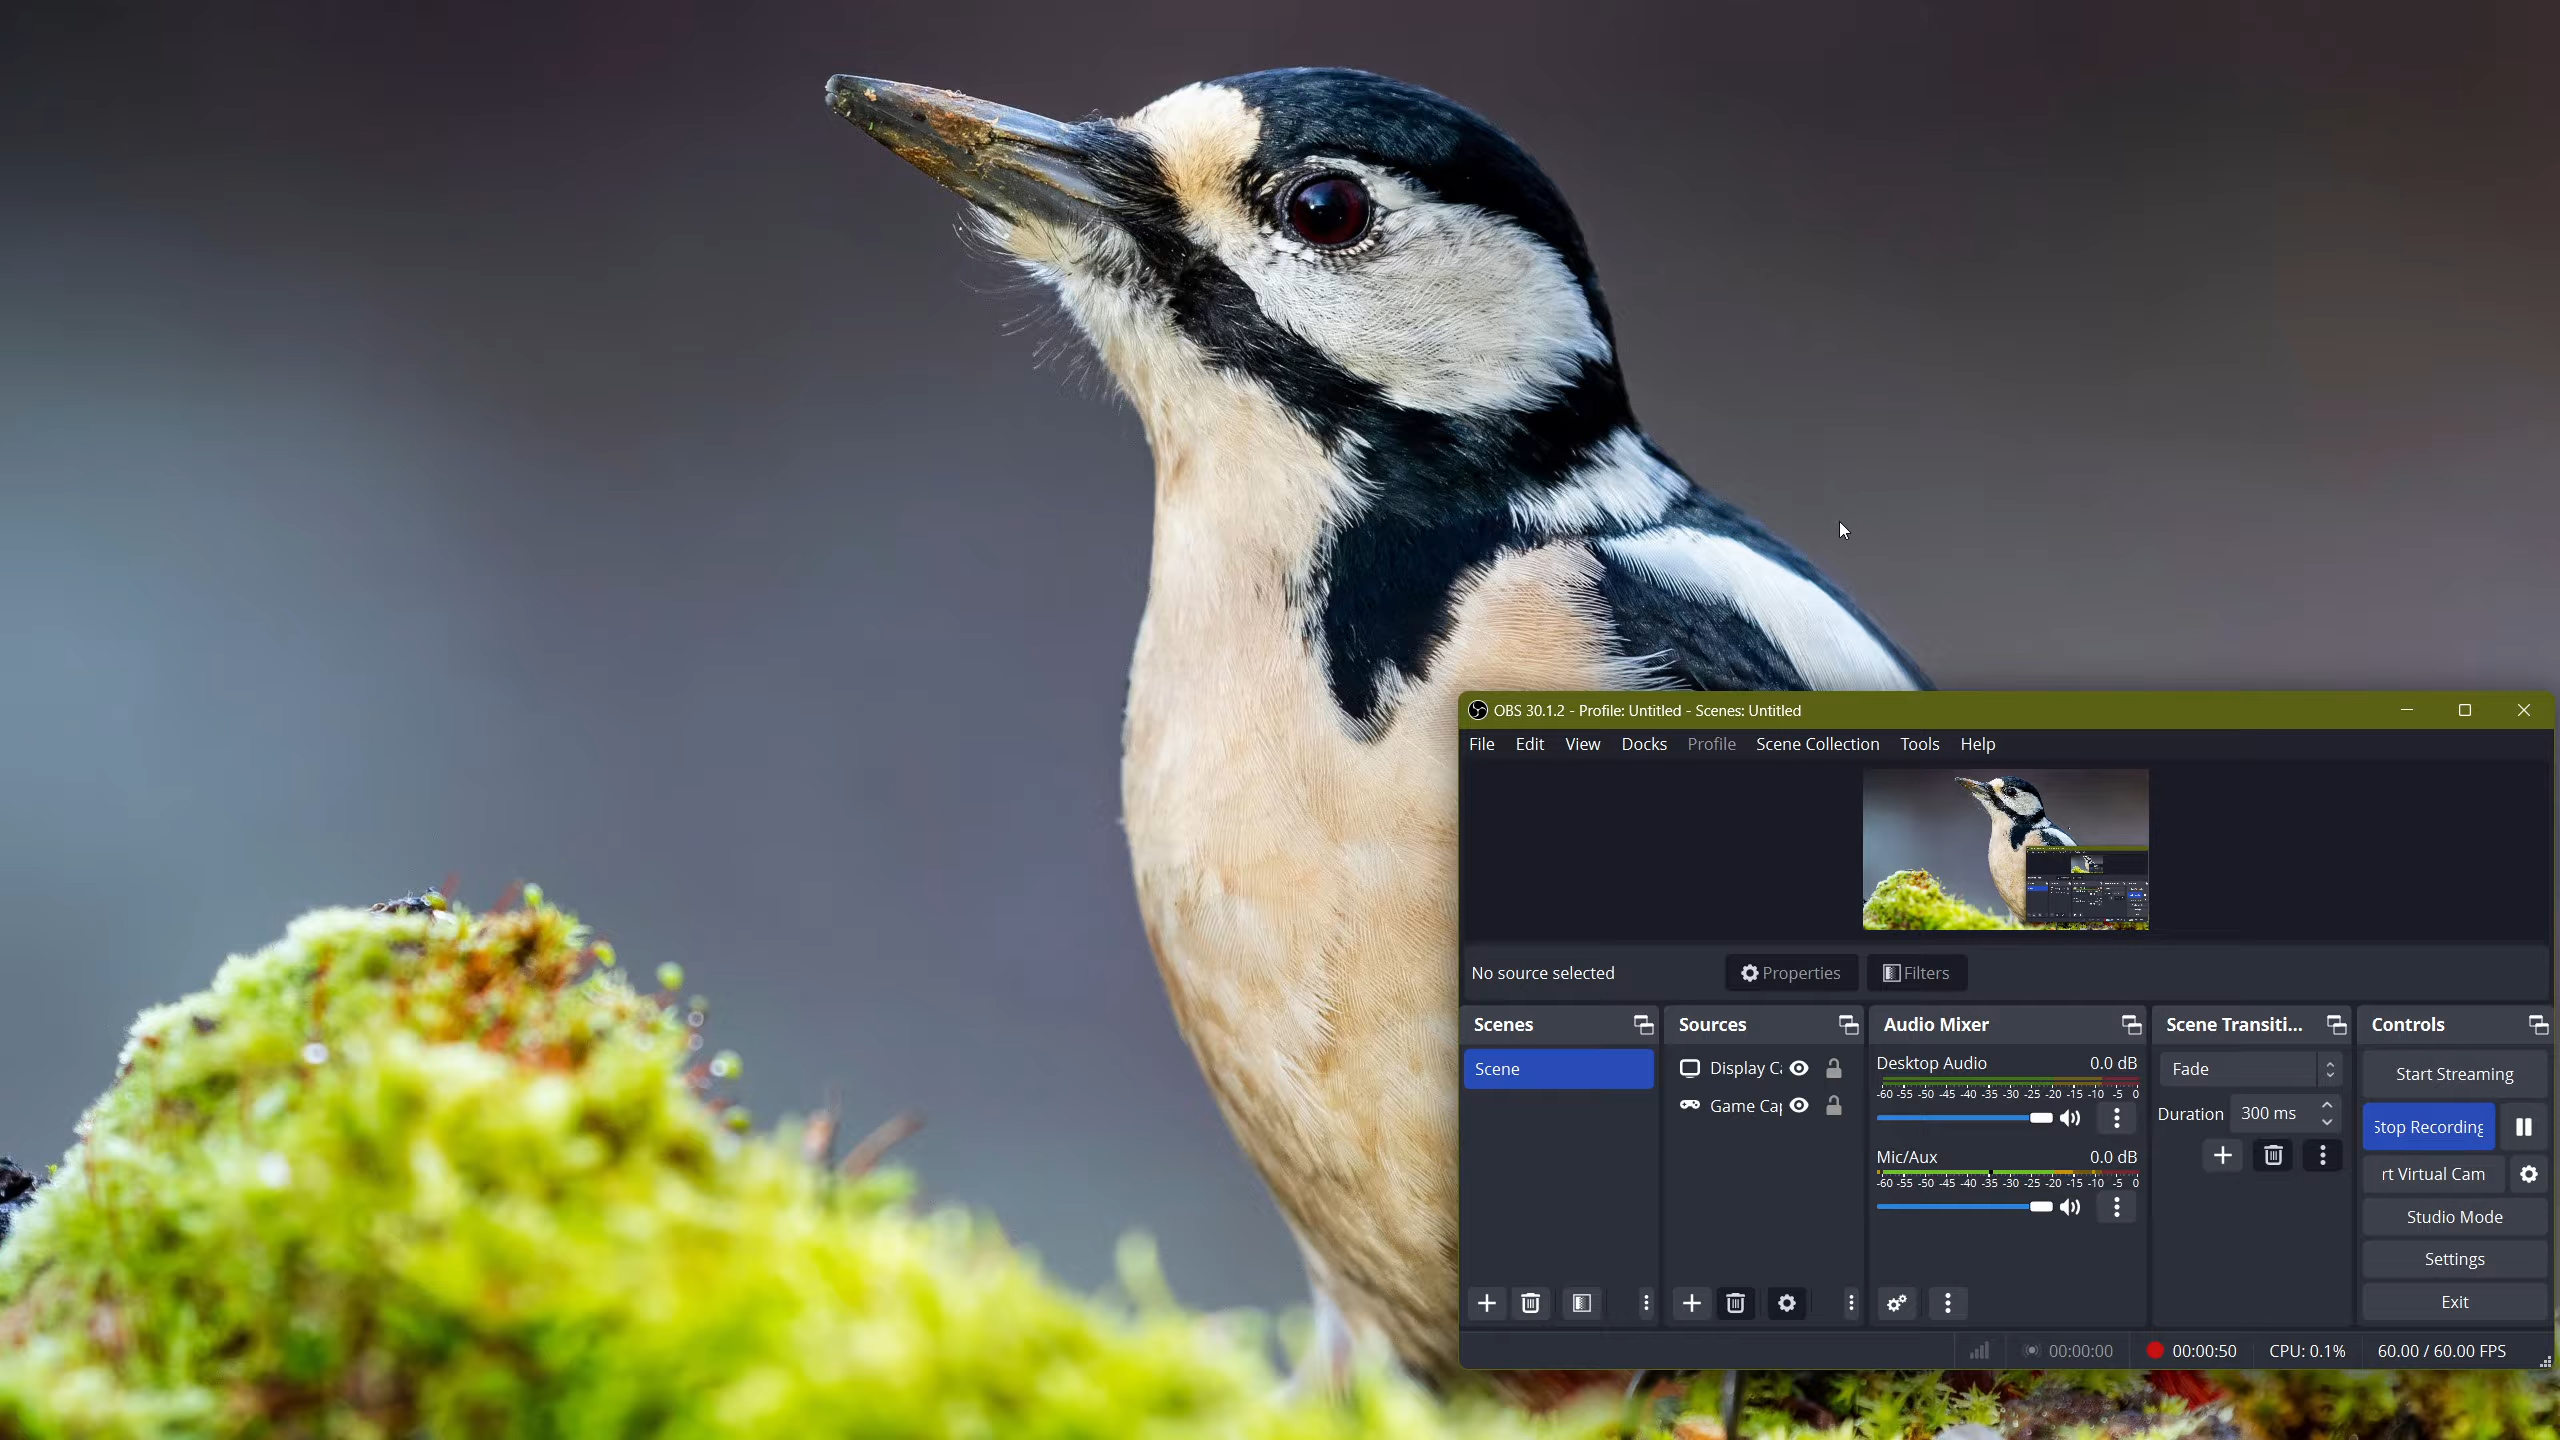 OBS 30.1.2 - Profile: Untitled - Scenes: Untitled
File Edit View Docks Profile Scene Collection Tools Help
No source selected Properties Filters
Scenes Sources Audio Mixer Scene Transiti... Controls
Scene
Display Ca
Game Cap
Desktop Audio 0.0 dB
-60 -55 -50 -45 -40 -35 -30 -25 -20 -15 -10 -5 0
Mic/Aux 0.0 dB
-60 -55 -50 -45 -40 -35 -30 -25 -20 -15 -10 -5 0
Fade
Duration 300 ms
Start Streaming
Stop Recording
rt Virtual Cam
Studio Mode
Settings
Exit
00:00:00 00:00:50 CPU: 0.1% 60.00 / 60.00 FPS